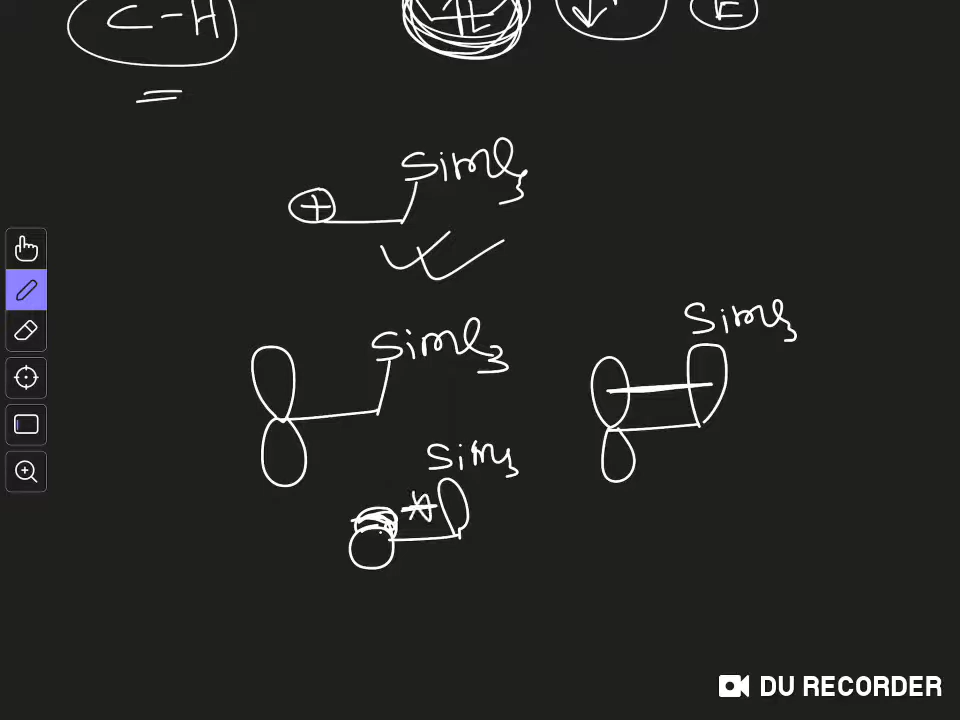 C-H
E
SiMe3
+
SiMe3
SiMe3
SiMe3
*
DU RECORDER